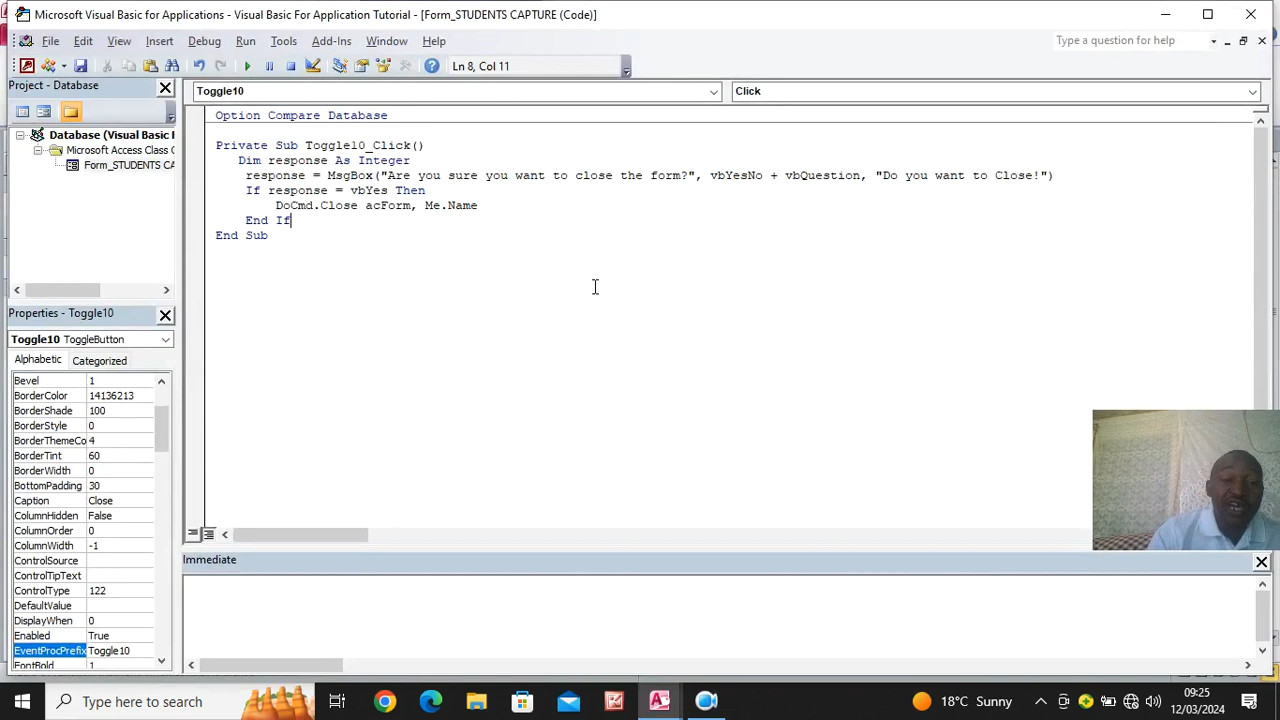 Microsoft Visual Basic for Applications - Visual Basic For Application Tutorial - [Form_STUDENTS CAPTURE (Code)]
File Edit View Insert Format Debug Run Tools Add-Ins Window Help
Type a question for help
Ln 8, Col 11
Project - Database
Database (Visual Basic F
Microsoft Access Class O
Form_STUDENTS CA
Toggle10
Click
Option Compare Database
Private Sub Toggle10_Click()
Dim response As Integer
response = MsgBox("Are you sure you want to close the form?", vbYesNo + vbQuestion, "Do you want to Close!")
If response = vbYes Then
DoCmd.Close acForm, Me.Name
End If
End Sub
Properties - Toggle10
Toggle10 ToggleButton
Alphabetic Categorized
Bevel 1
BorderColor 14136213
BorderShade 100
BorderStyle 0
BorderThemeCo 4
BorderTint 60
BorderWidth 0
BottomPadding 30
Caption Close
ColumnHidden False
ColumnOrder 0
ColumnWidth -1
ControlSource
ControlTipText
ControlType 122
DefaultValue
DisplayWhen 0
Enabled True
EventProcPrefix Toggle10
FontBold 1
Immediate
Type here to search
18°C Sunny
09:25
12/03/2024